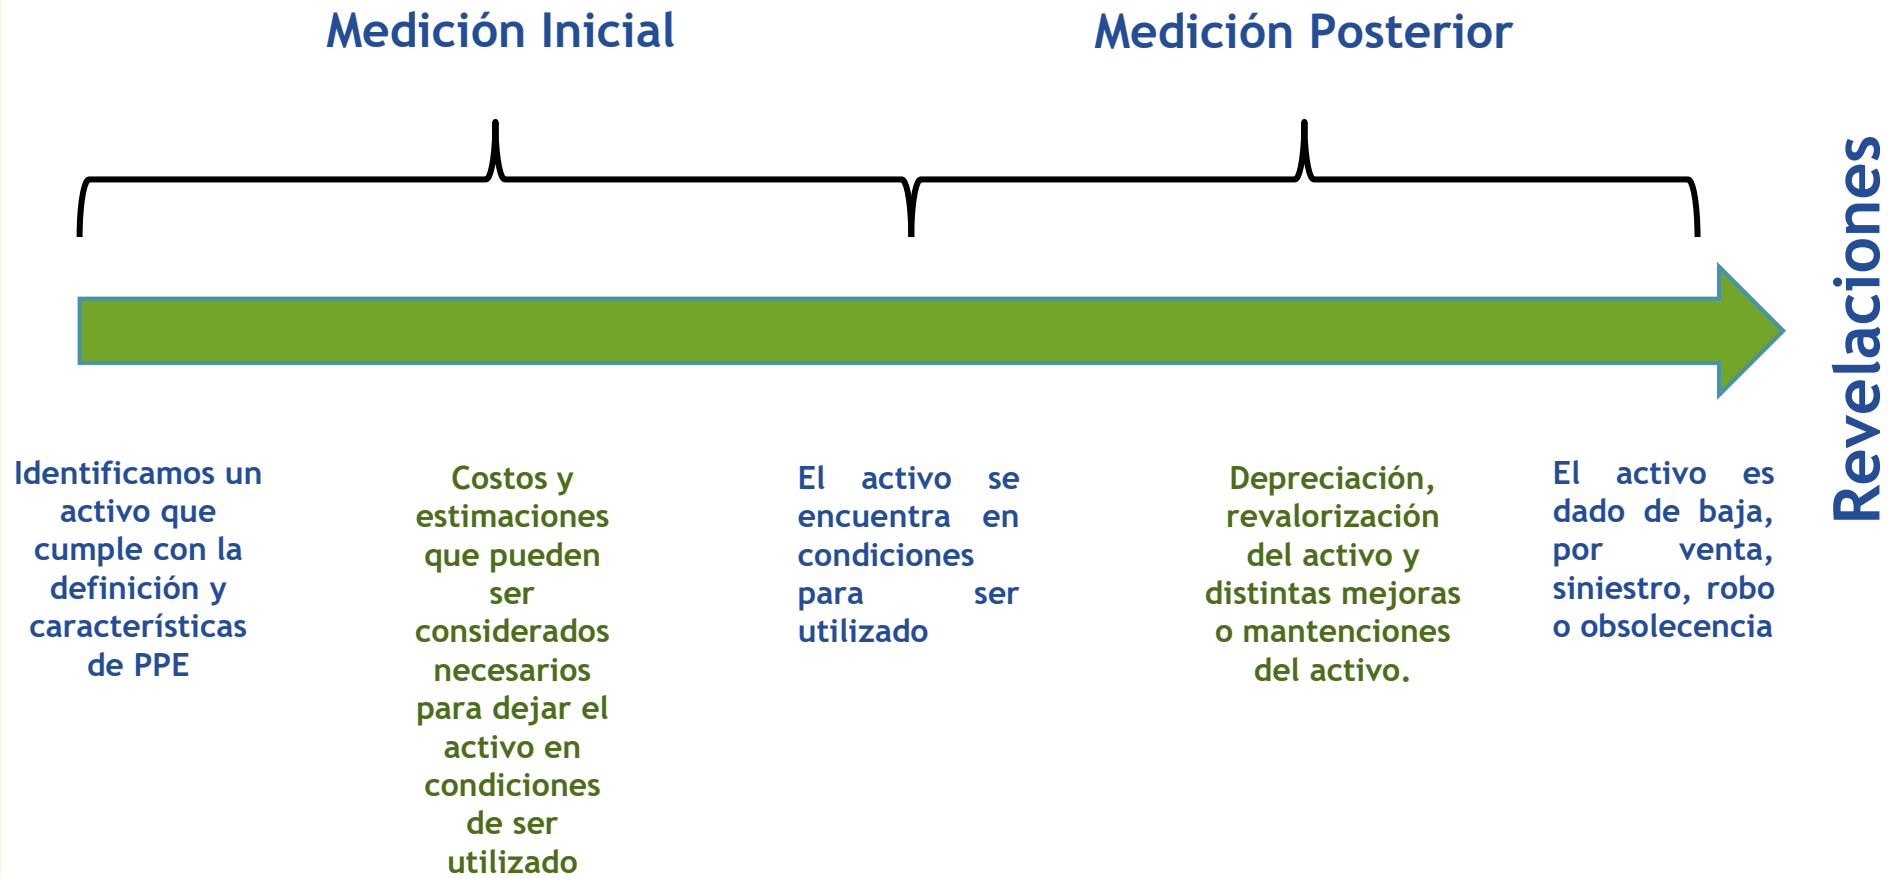 Medición Inicial
Medición Posterior
Identificamos un
activo que
cumple con la
definición y
características
de PPE
Costos y
estimaciones
que pueden
ser
considerados
necesarios
para dejar el
activo en
condiciones
de ser
utilizado
El activo se
encuentra en
condiciones
para ser
utilizado
Depreciación,
revalorización
del activo y
distintas mejoras
o mantenciones
del activo.
El activo es
dado de baja,
por venta,
siniestro, robo
o obsolecencia
Revelaciones